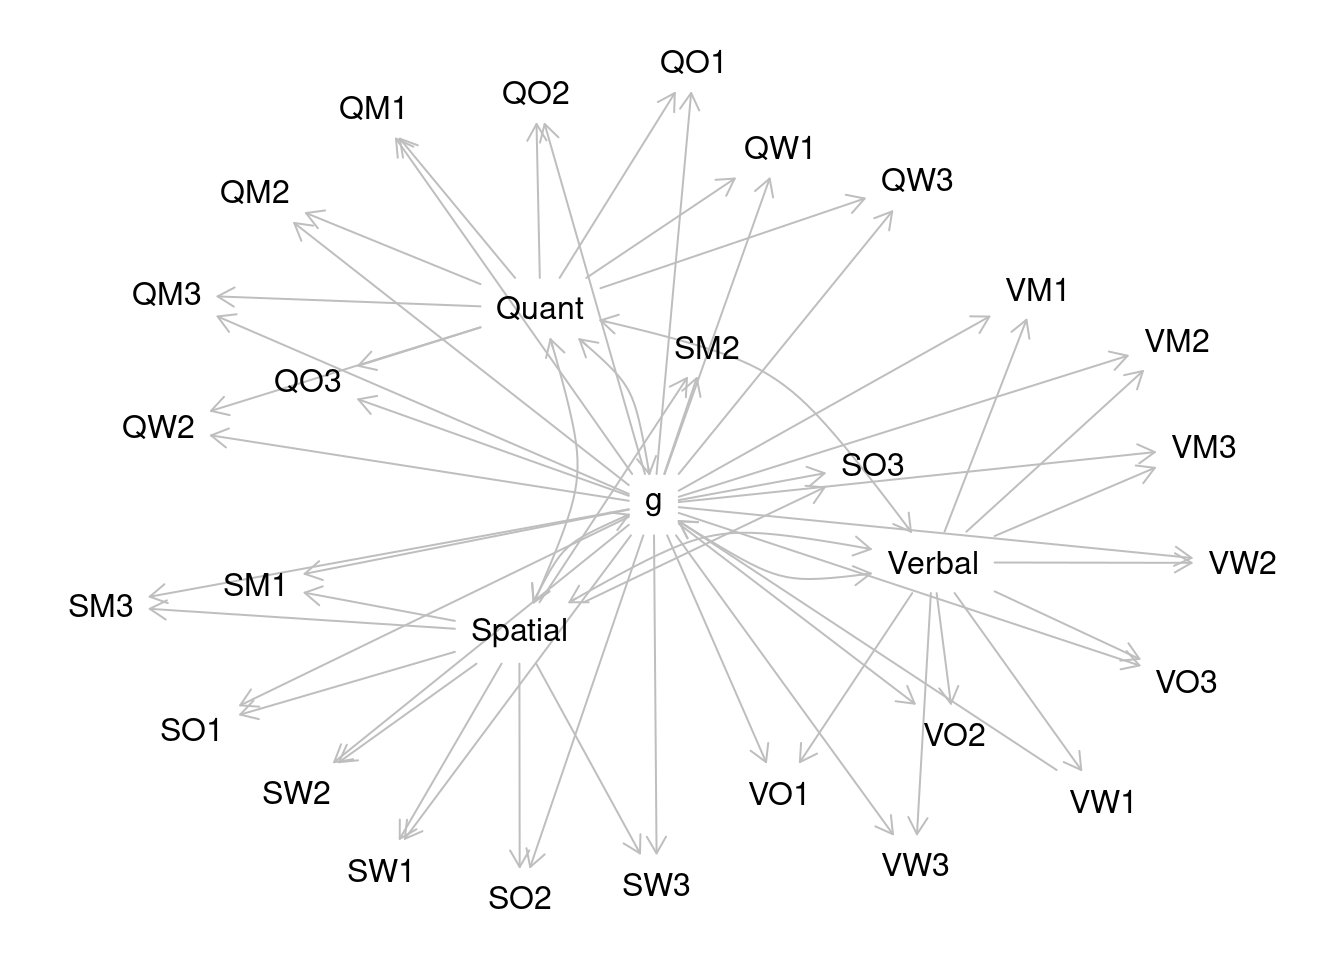 QO1
QO2
QM1
QW1
QW3
QM2
VM1
QM3
Quant
VM2
SM2
QO3
QW2
VM3
SO3
g
Verbal
VW2
SM1
SM3
Spatial
VO3
SO1
VO2
SW2
VO1
VW1
VW3
SW1
SW3
SO2